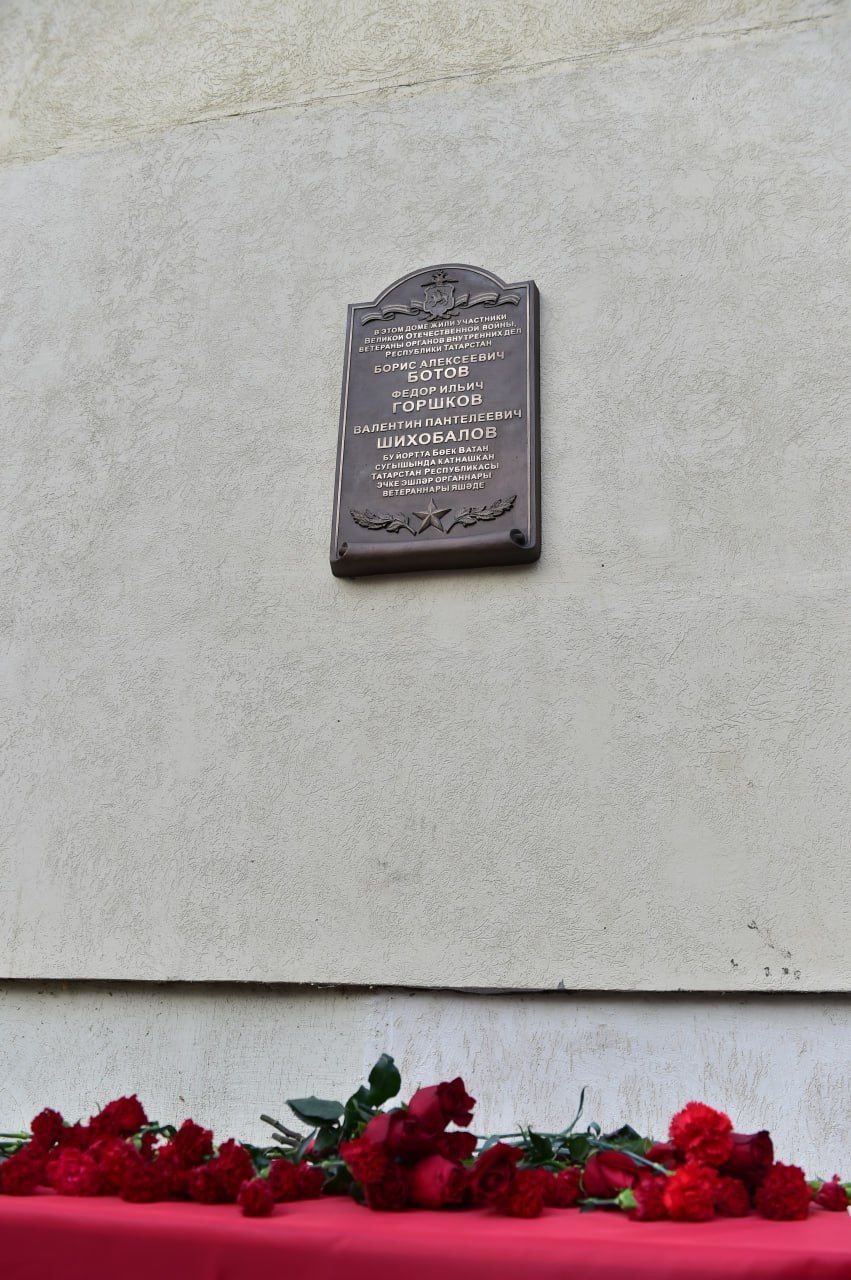 В ЭТОМ ДОМЕ ЖИЛИ УЧАСТНИКИ
ВЕЛИКОЙ ОТЕЧЕСТВЕННОЙ ВОЙНЫ,
ВЕТЕРАНЫ ОРГАНОВ ВНУТРЕННИХ ДЕЛ
РЕСПУБЛИКИ ТАТАРСТАН
БОРИС АЛЕКСЕЕВИЧ
БОТОВ
ФЕДОР ИЛЬИЧ
ГОРШКОВ
ВАЛЕНТИН ПАНТЕЛЕЕВИЧ
ШИХОБАЛОВ
БУ ЙОРТТА БӨЕК ВАТАН
СУГЫШЫНДА КАТНАШКАН
ТАТАРСТАН РЕСПУБЛИКАСЫ
ЭЧКЕ ЭШЛӘР ОРГАННАРЫ
ВЕТЕРАННАРЫ ЯШӘДЕ